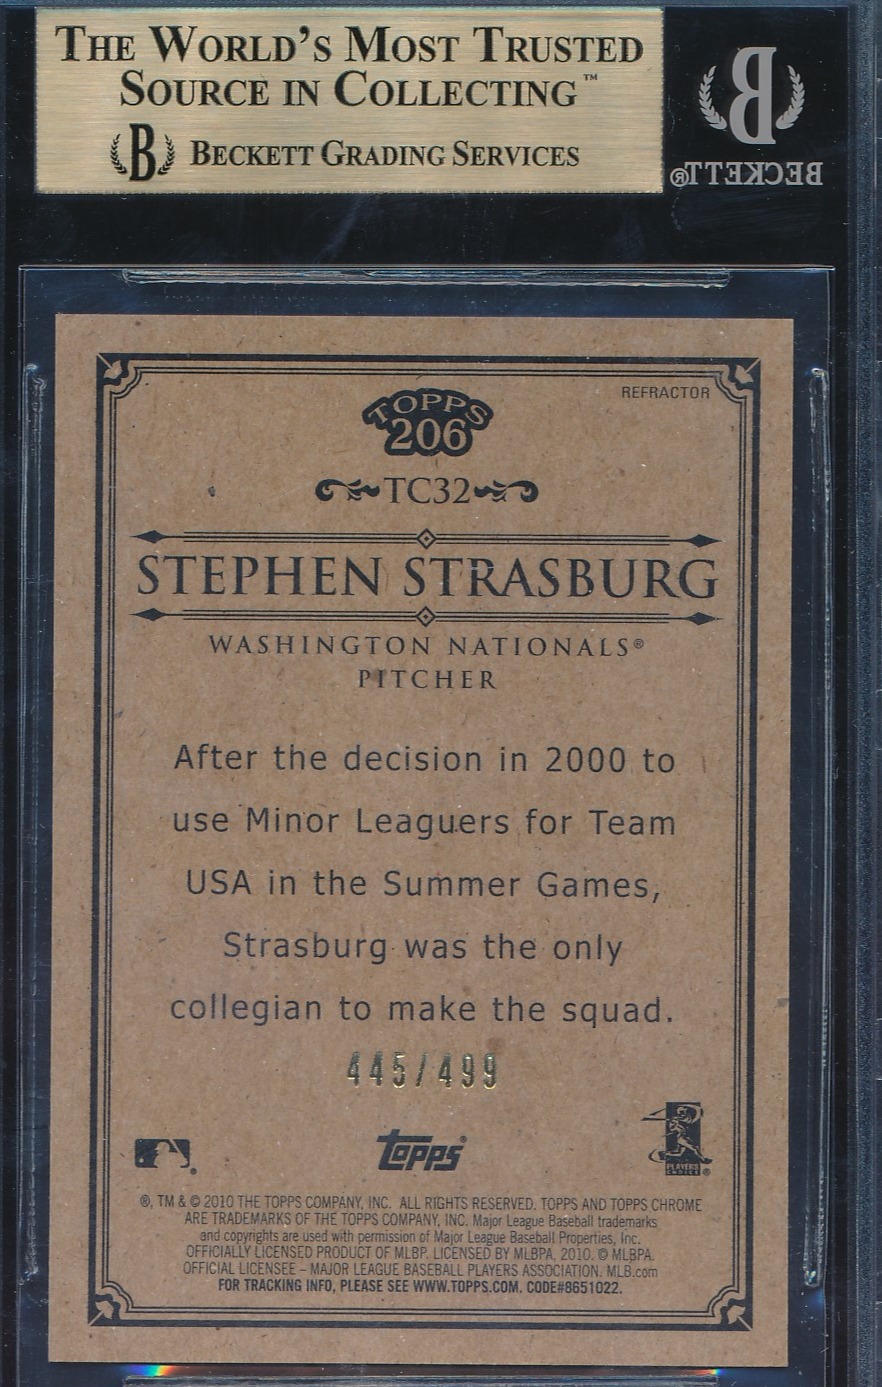 THE WORLD'S MOST TRUSTED
SOURCE IN COLLECTING™
B BECKETT GRADING SERVICES
B
BECKETT®
REFRACTOR
TOPPS
206
TC32
STEPHEN STRASBURG
WASHINGTON NATIONALS®
PITCHER
After the decision in 2000 to
use Minor Leaguers for Team
USA in the Summer Games,
Strasburg was the only
collegian to make the squad.
445/499
topps®
PLAYERS
CHOICE®
®, TM & © 2010 THE TOPPS COMPANY, INC. ALL RIGHTS RESERVED. TOPPS AND TOPPS CHROME
ARE TRADEMARKS OF THE TOPPS COMPANY, INC. Major League Baseball trademarks
and copyrights are used with permission of Major League Baseball Properties, Inc.
OFFICIALLY LICENSED PRODUCT OF MLBP. LICENSED BY MLBPA, 2010. © MLBPA.
OFFICIAL LICENSEE – MAJOR LEAGUE BASEBALL PLAYERS ASSOCIATION. MLB.com
FOR TRACKING INFO, PLEASE SEE WWW.TOPPS.COM. CODE#8651022.